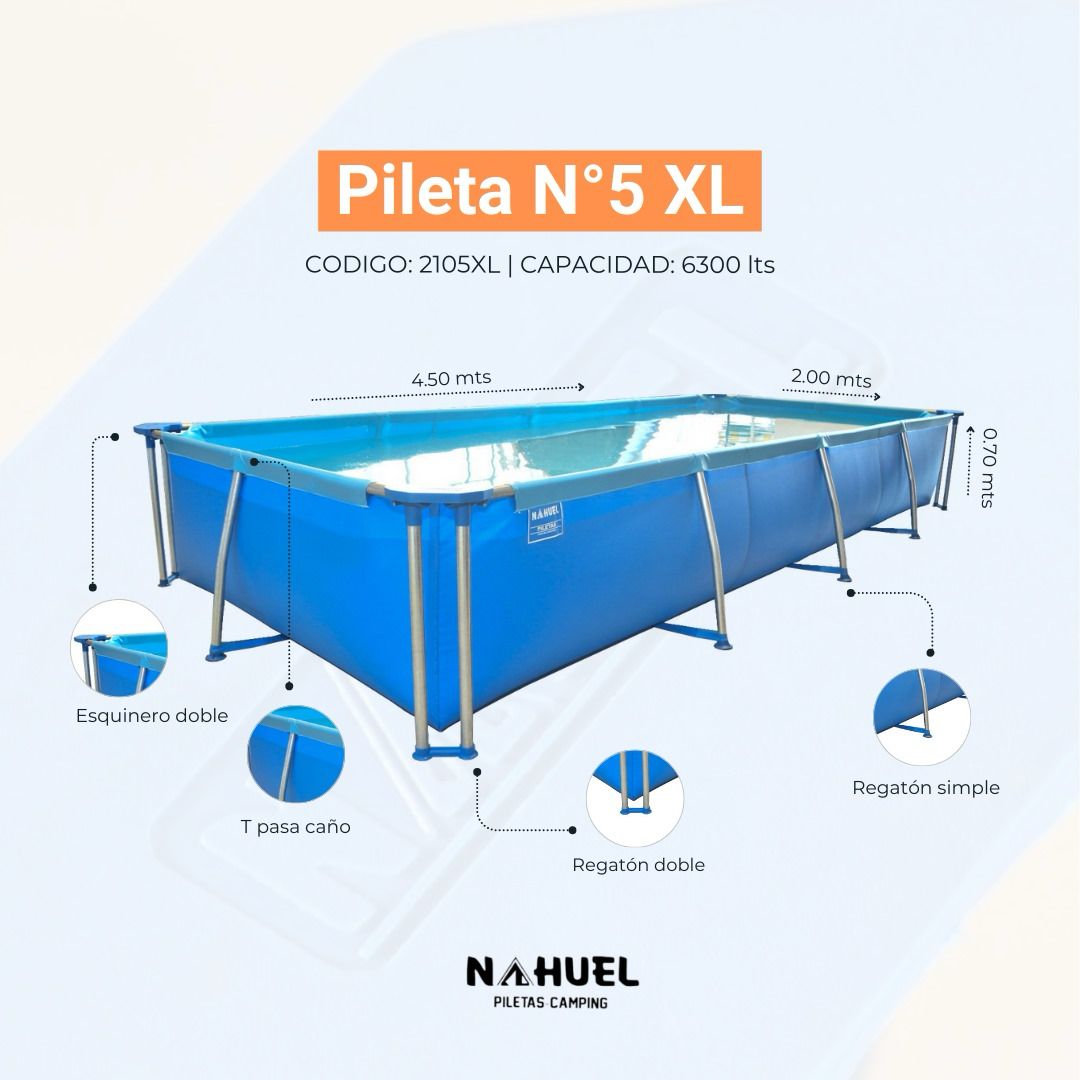 Pileta N°5 XL
CODIGO: 2105XL | CAPACIDAD: 6300 lts
4.50 mts
2.00 mts
0.70 mts
NAHUEL
PILETAS
Esquinero doble
T pasa caño
Regatón doble
Regatón simple
NAHUEL
PILETAS-CAMPING